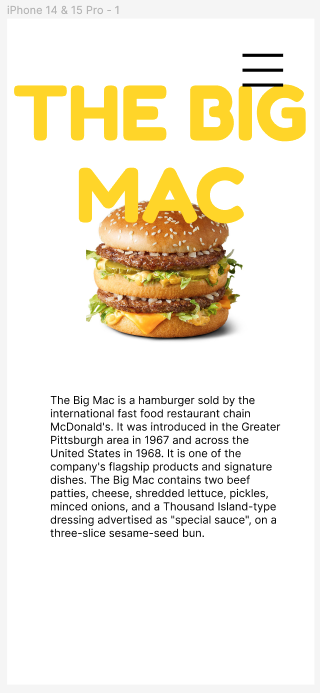 iPhone 14 & 15 Pro - 1
THE BIG
MAC
The Big Mac is a hamburger sold by the
international fast food restaurant chain
McDonald's. It was introduced in the Greater
Pittsburgh area in 1967 and across the
United States in 1968. It is one of the
company's flagship products and signature
dishes. The Big Mac contains two beef
patties, cheese, shredded lettuce, pickles,
minced onions, and a Thousand Island-type
dressing advertised as "special sauce", on a
three-slice sesame-seed bun.